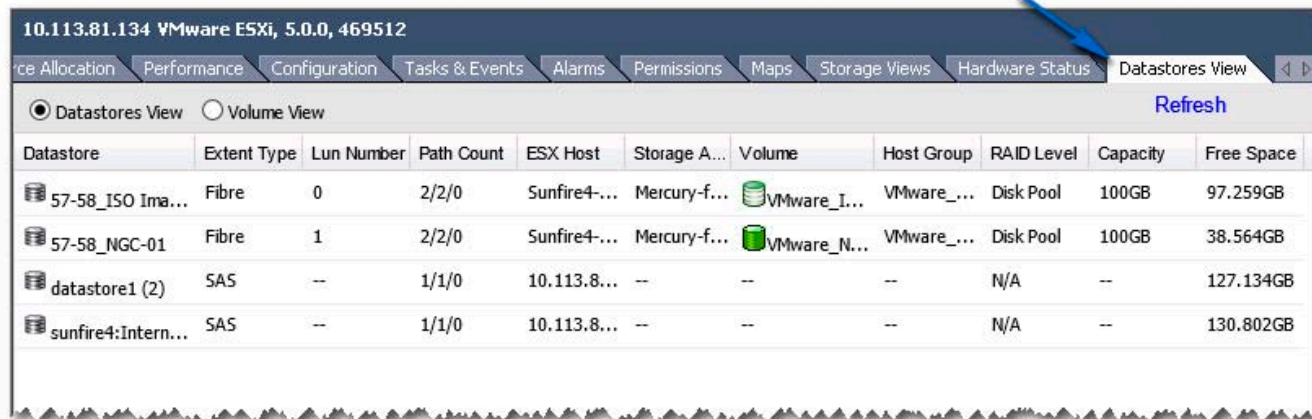 10.113.81.134 VMware ESXi, 5.0.0, 469512
rce Allocation Performance Configuration Tasks & Events Alarms Permissions Maps Storage Views Hardware Status Datastores View
Datastores View Volume View Refresh
Datastore Extent Type Lun Number Path Count ESX Host Storage A... Volume Host Group RAID Level Capacity Free Space
57-58_ISO Ima... Fibre 0 2/2/0 Sunfire4-... Mercury-f... VMware_I... VMware_... Disk Pool 100GB 97.259GB
57-58_NGC-01 Fibre 1 2/2/0 Sunfire4-... Mercury-f... VMware_N... VMware_... Disk Pool 100GB 38.564GB
datastore1 (2) SAS -- 1/1/0 10.113.8... -- -- -- N/A -- 127.134GB
sunfire4:Intern... SAS -- 1/1/0 10.113.8... -- -- -- N/A -- 130.802GB